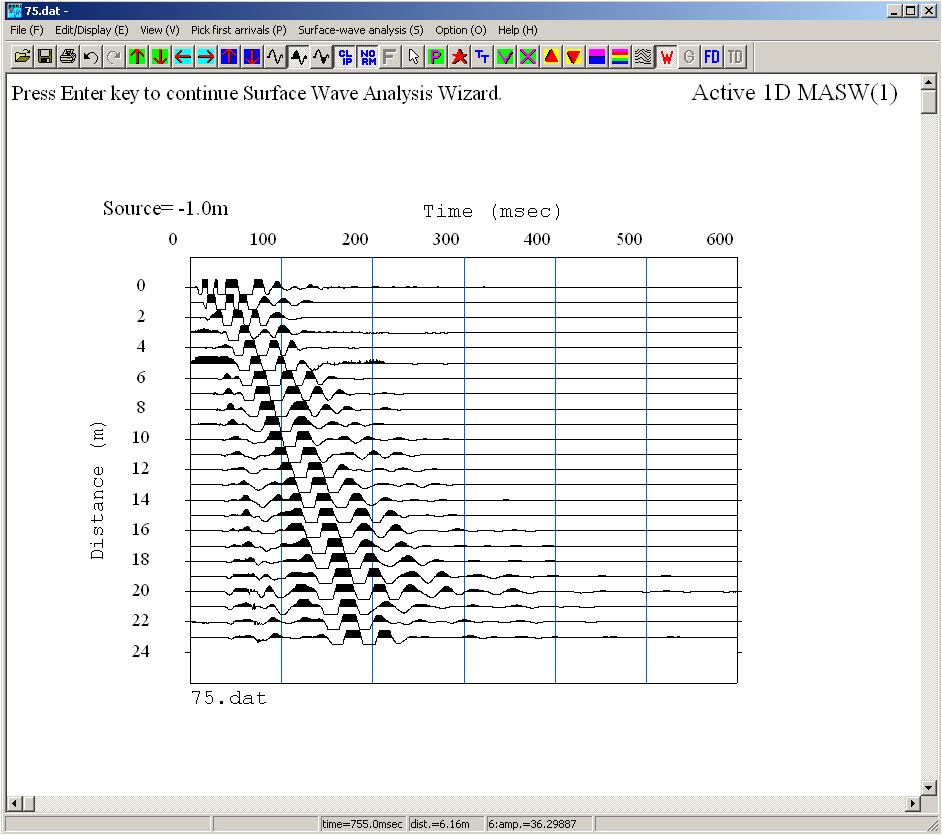 75.dat -
File (F) Edit/Display (E) View (V) Pick first arrivals (P) Surface-wave analysis (S) Option (O) Help (H)
CL IP NO RM F P T T W G FD TD
Press Enter key to continue Surface Wave Analysis Wizard. Active 1D MASW(1)
Source= -1.0m
Time (msec)
0 100 200 300 400 500 600
0
2
4
6
8
10
12
14
16
18
20
22
24
Distance (m)
75.dat
time=755.0msec dist.=6.16m 6:amp.=36.29887